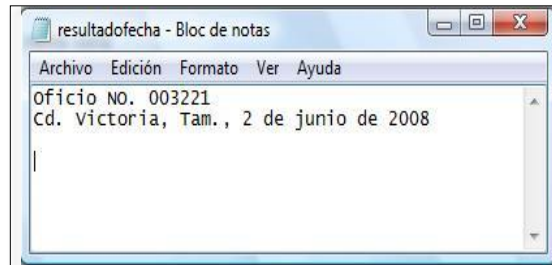 resultadofecha - Bloc de notas
Archivo Edición Formato Ver Ayuda
Oficio NO. 003221
Cd. Victoria, Tam., 2 de junio de 2008